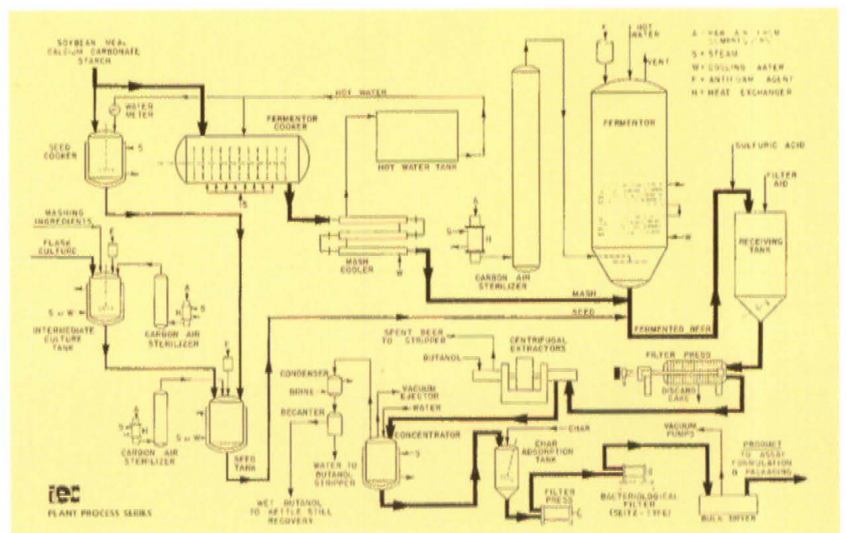 SOYBEAN MEAL
CALCIUM CARBONATE
STARCH
WATER
METER
SEED
COOKER
S
MASHING
INGREDIENTS
FLASK
CULTURE
F
S or W
INTERMEDIATE
CULTURE
TANK
A
S
H
CARBON AIR
STERILIZER
A
S
CARBON AIR
STERILIZER
F
S or W
SEED
TANK
HOT WATER
FERMENTOR
COOKER
S
HOT WATER TANK
MASH
COOLER
W
A
S
H
CARBON AIR
STERILIZER
F
HOT
WATER
VENT
FERMENTOR
W
A - 
S - STEAM
W - COOLING WATER
F - ANTIFOAM AGENT
H - HEAT EXCHANGER
SULFURIC ACID
FILTER
AID
RECEIVING
TANK
MASH
SEED
FERMENTED BEER
SPENT BEER
TO STRIPPER
CENTRIFUGAL
EXTRACTORS
BUTANOL
FILTER PRESS
DISCARD
CAKE
CONDENSER
BRINE
DECANTER
VACUUM
EJECTOR
WATER
CONCENTRATOR
S
WATER TO
BUTANOL
STRIPPER
WET BUTANOL
TO KETTLE STILL
RECOVERY
CHAR
CHAR
ADSORPTION
TANK
FILTER
PRESS
BACTERIOLOGICAL
FILTER
(SEITZ-TYPE)
VACUUM
PUMPS
BULK DRYER
PRODUCT
TO ASSAY
FORMULATION
& PACKAGING
iec
PLANT PROCESS SERIES